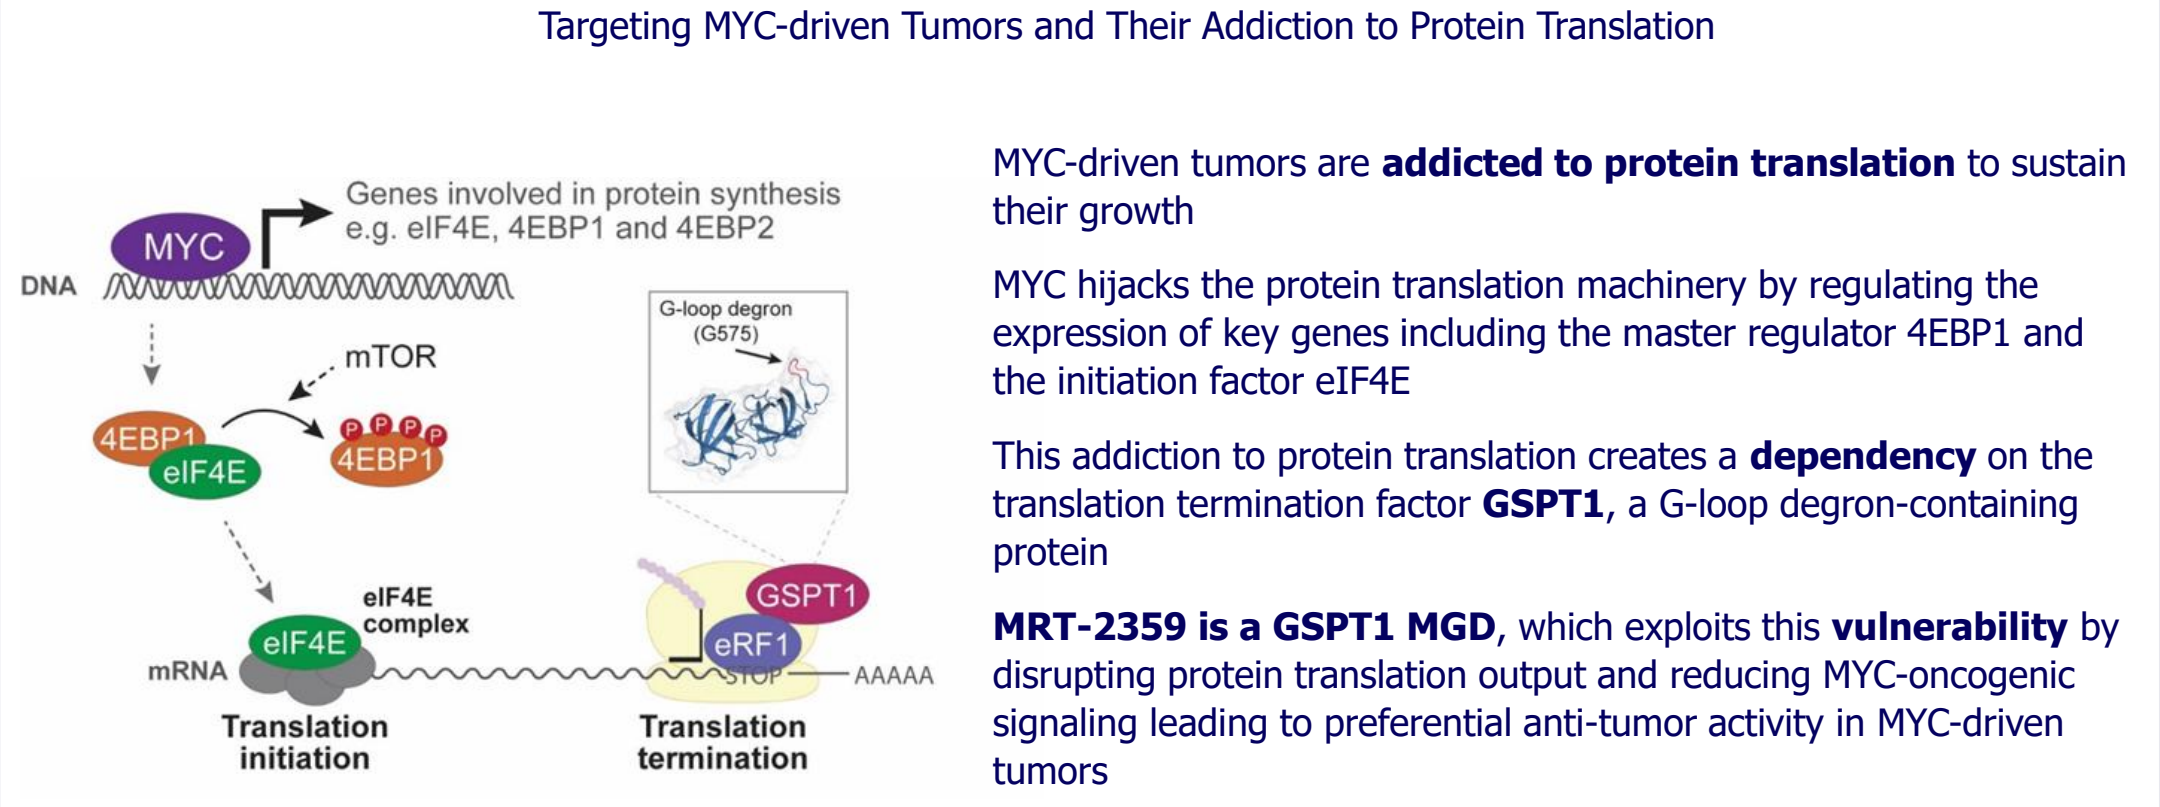 Targeting MYC-driven Tumors and Their Addiction to Protein Translation
Genes involved in protein synthesis
e.g. eIF4E, 4EBP1 and 4EBP2
MYC
DNA
mTOR
4EBP1
eIF4E
P P P P
4EBP1
G-loop degron
(G575)
eIF4E
complex
eIF4E
mRNA
Translation
initiation
GSPT1
eRF1
STOP
AAAAA
Translation
termination
MYC-driven tumors are addicted to protein translation to sustain
their growth
MYC hijacks the protein translation machinery by regulating the
expression of key genes including the master regulator 4EBP1 and
the initiation factor eIF4E
This addiction to protein translation creates a dependency on the
translation termination factor GSPT1, a G-loop degron-containing
protein
MRT-2359 is a GSPT1 MGD, which exploits this vulnerability by
disrupting protein translation output and reducing MYC-oncogenic
signaling leading to preferential anti-tumor activity in MYC-driven
tumors